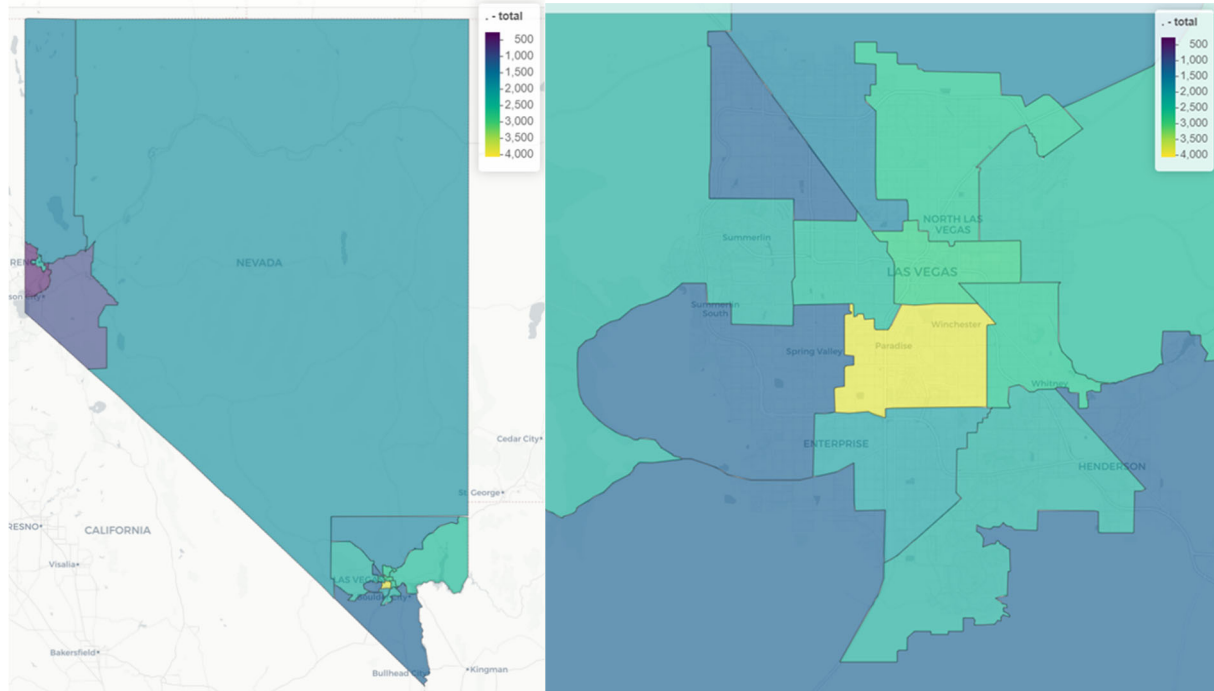 . - total
500
1,000
1,500
2,000
2,500
3,000
3,500
4,000
NEVADA
Cedar City
St. George
CALIFORNIA
Visalia
LAS VEGAS
Bakersfield
Bullhead City
Kingman
. - total
500
1,000
1,500
2,000
2,500
3,000
3,500
4,000
NORTH LAS
VEGAS
Summerlin
LAS VEGAS
Summerlin
South
Winchester
Paradise
Spring Valley
Whitney
ENTERPRISE
HENDERSON